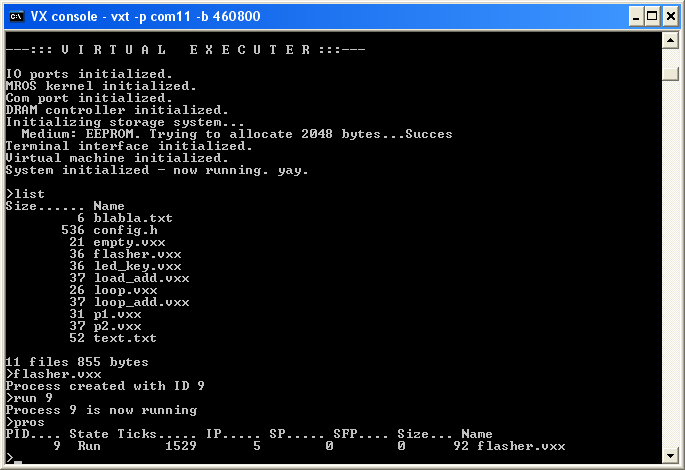 VX console - vxt -p com11 -b 460800
---::: V I R T U A L   E X E C U T E R :::---
IO ports initialized.
MROS kernel initialized.
Com port initialized.
DRAM controller initialized.
Initializing storage system...
  Medium: EEPROM. Trying to allocate 2048 bytes...Succes
Terminal interface initialized.
Virtual machine initialized.
System initialized - now running. yay.
>list
Size...... Name
         6 blabla.txt
       536 config.h
        21 empty.vxx
        36 flasher.vxx
        36 led_key.vxx
        37 load_add.vxx
        26 loop.vxx
        37 loop_add.vxx
        31 p1.vxx
        37 p2.vxx
        52 text.txt
11 files 855 bytes
>flasher.vxx
Process created with ID 9
>run 9
Process 9 is now running
>pros
PID.... State Ticks..... IP..... SP..... SFP.... Size... Name
      9  Run        1529       5        0        0      92 flasher.vxx
>_